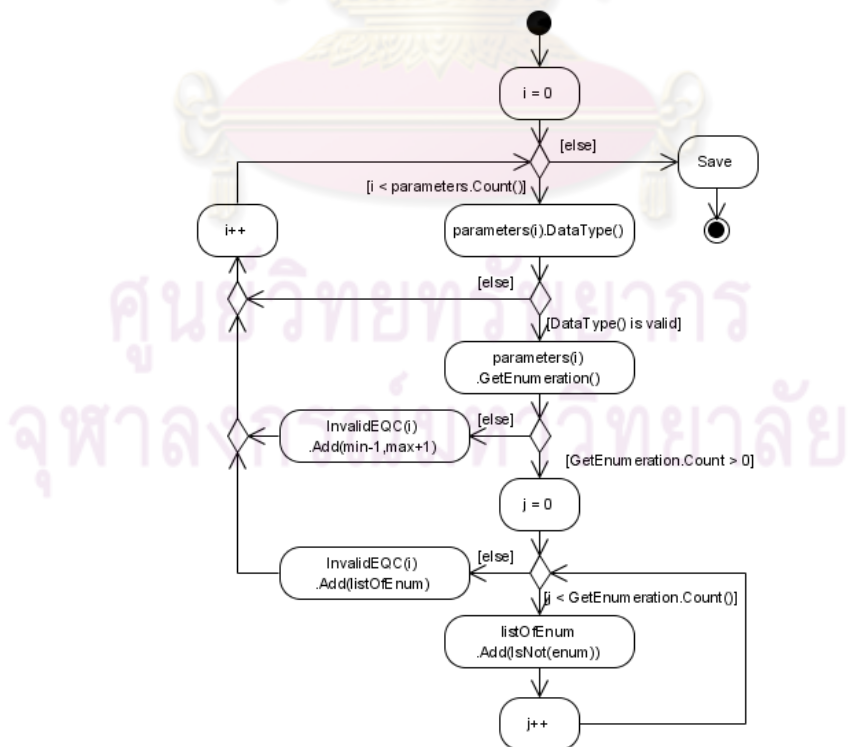 i = 0
[else]
Save
[i < parameters.Count()]
i++
parameters(i).DataType()
[else]
[DataType() is valid]
parameters(i)
.GetEnumeration()
InvalidEQC(i)
.Add(min-1,max+1)
[else]
[GetEnumeration.Count > 0]
j = 0
InvalidEQC(i)
.Add(listOfEnum)
[else]
[j < GetEnumeration.Count()]
listOfEnum
.Add(IsNot(enum))
j++
ศูนย์วิทยทรัพยากร
จุฬาลงกรณ์มหาวิทยาลัย